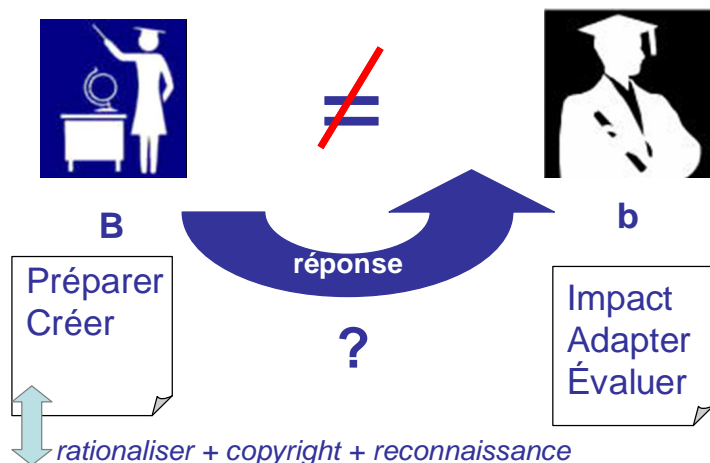 ≠
B
b
réponse
Préparer
Créer
?
Impact
Adapter
Évaluer
rationaliser + copyright + reconnaissance